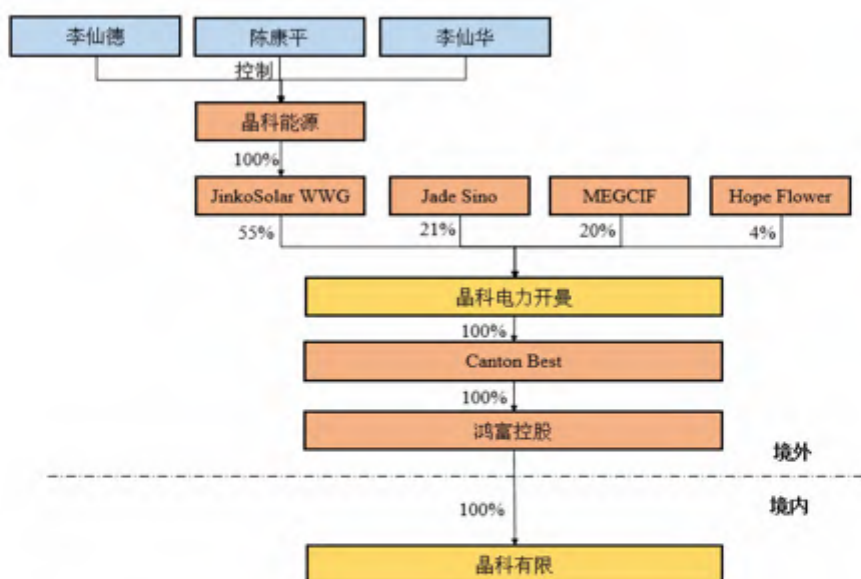 李仙德 陈康平 李仙华
控制
晶科能源
100%
JinkoSolar WWG Jade Sino MEGCIF Hope Flower
55% 21% 20% 4%
晶科电力开曼
100%
Canton Best
100%
鸿富控股
境外
境内
100%
晶科有限